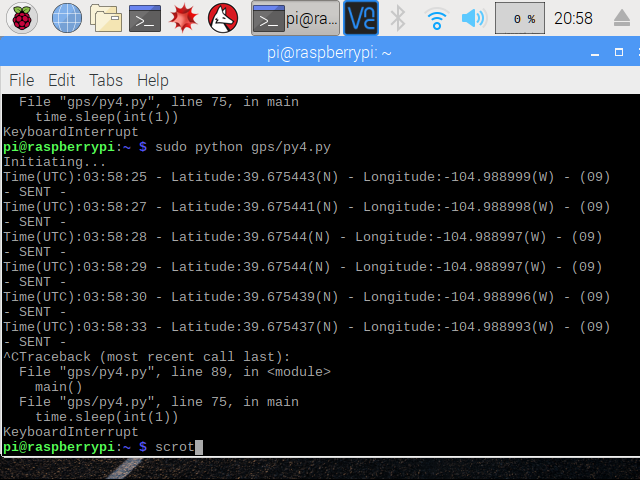 pi@ra...
0 %
20:58
pi@raspberrypi: ~
File Edit Tabs Help
File "gps/py4.py", line 75, in main
time.sleep(int(1))
KeyboardInterrupt
pi@raspberrypi:~ $ sudo python gps/py4.py
Initiating...
Time(UTC):03:58:25 - Latitude:39.675443(N) - Longitude:-104.988999(W) - (09)
- SENT -
Time(UTC):03:58:27 - Latitude:39.675441(N) - Longitude:-104.988998(W) - (09)
- SENT -
Time(UTC):03:58:28 - Latitude:39.67544(N) - Longitude:-104.988997(W) - (09)
- SENT -
Time(UTC):03:58:29 - Latitude:39.67544(N) - Longitude:-104.988997(W) - (09)
- SENT -
Time(UTC):03:58:30 - Latitude:39.675439(N) - Longitude:-104.988996(W) - (09)
- SENT -
Time(UTC):03:58:33 - Latitude:39.675437(N) - Longitude:-104.988993(W) - (09)
- SENT -
^CTraceback (most recent call last):
File "gps/py4.py", line 89, in <module>
main()
File "gps/py4.py", line 75, in main
time.sleep(int(1))
KeyboardInterrupt
pi@raspberrypi:~ $ scrot